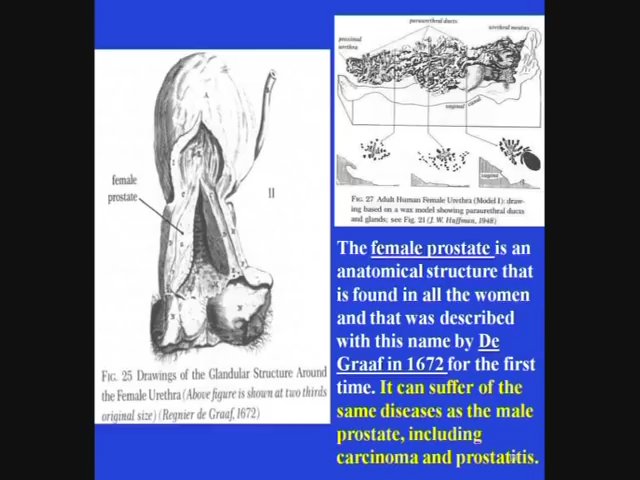 female
prostate
A
II
FIG. 25 Drawings of the Glandular Structure Around
the Female Urethra (Above figure is shown at two thirds
original size) (Regnier de Graaf, 1672)
paraurethral ducts
proximal
urethra
urethral meatus
vaginal canal
FIG. 27 Adult Human Female Urethra (Model I): draw-
ing based on a wax model showing paraurethral ducts
and glands; see Fig. 21 (J. W. Huffman, 1948)
The female prostate is an
anatomical structure that
is found in all the women
and that was described
with this name by De
Graaf in 1672 for the first
time. It can suffer of the
same diseases as the male
prostate, including
carcinoma and prostatitis.